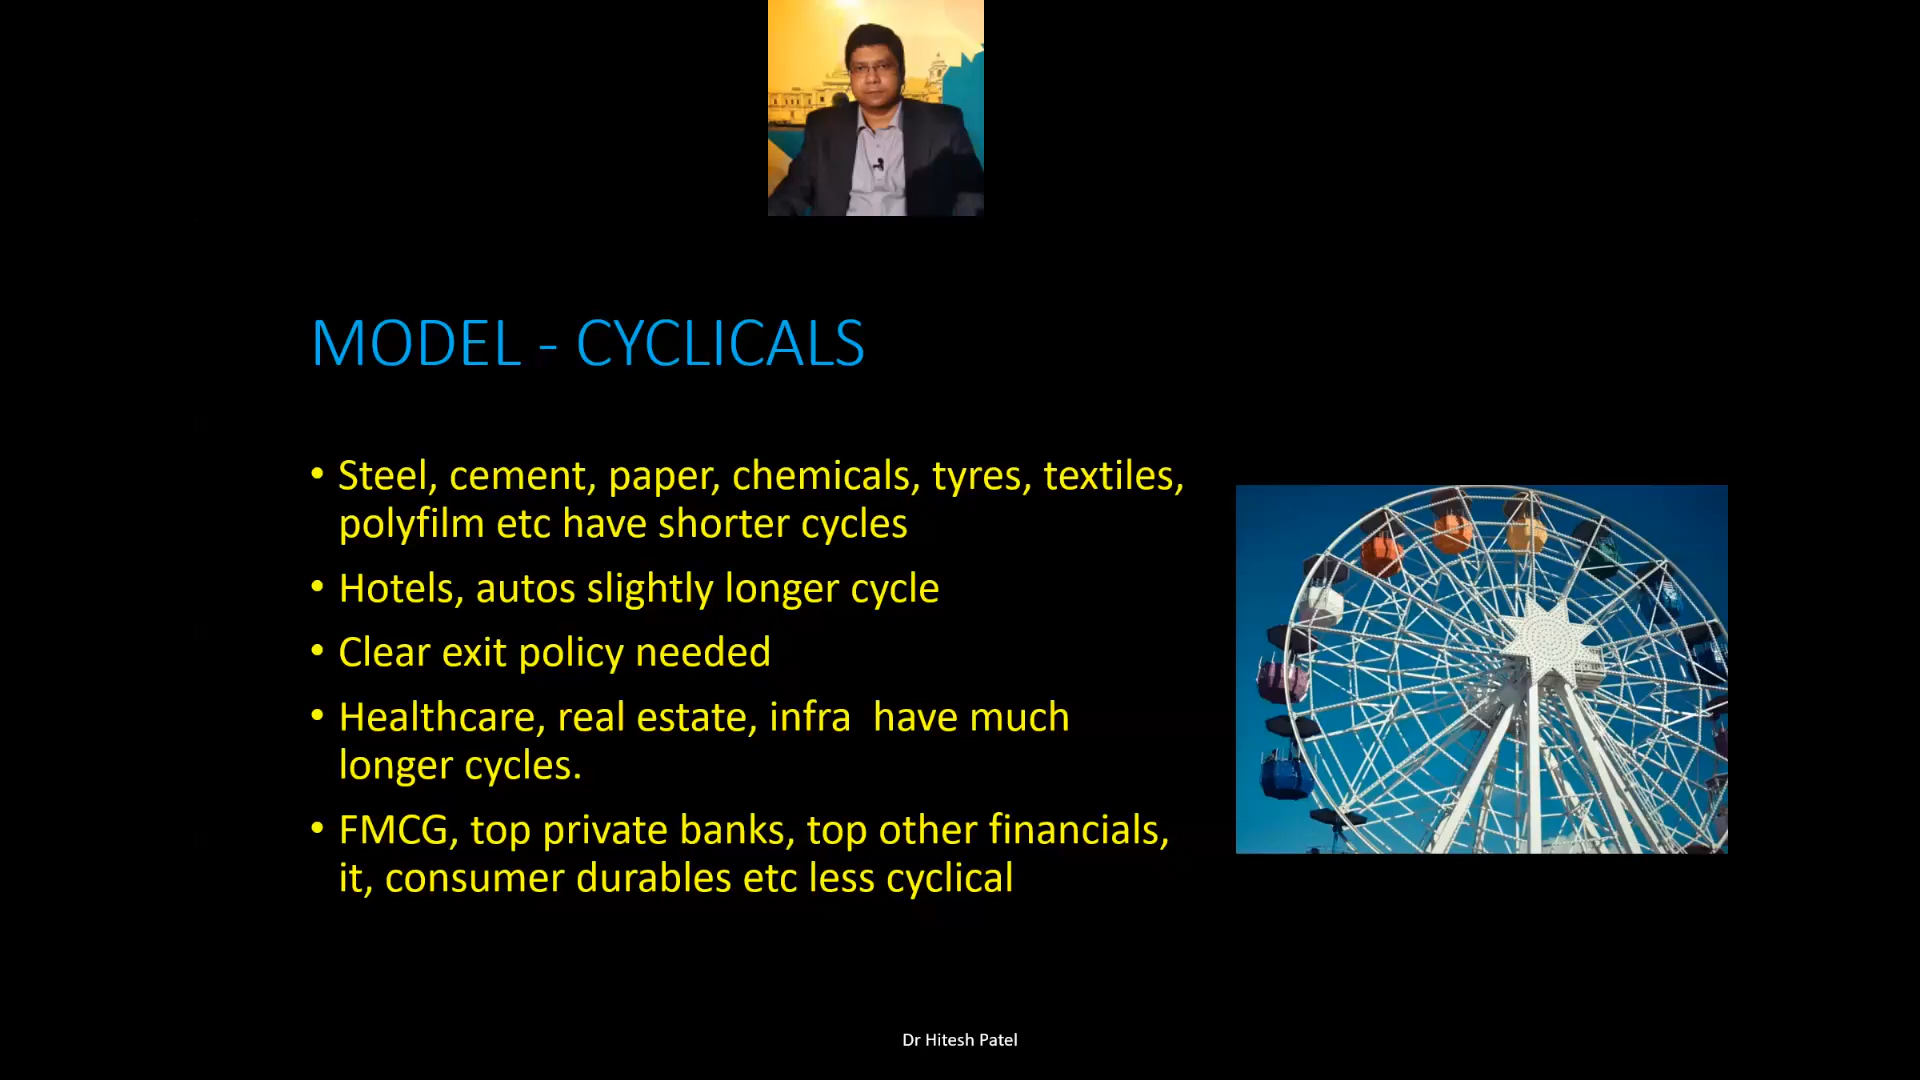 MODEL - CYCLICALS
• Steel, cement, paper, chemicals, tyres, textiles,
polyfilm etc have shorter cycles
• Hotels, autos slightly longer cycle
• Clear exit policy needed
• Healthcare, real estate, infra  have much
longer cycles.
• FMCG, top private banks, top other financials,
it, consumer durables etc less cyclical
Dr Hitesh Patel